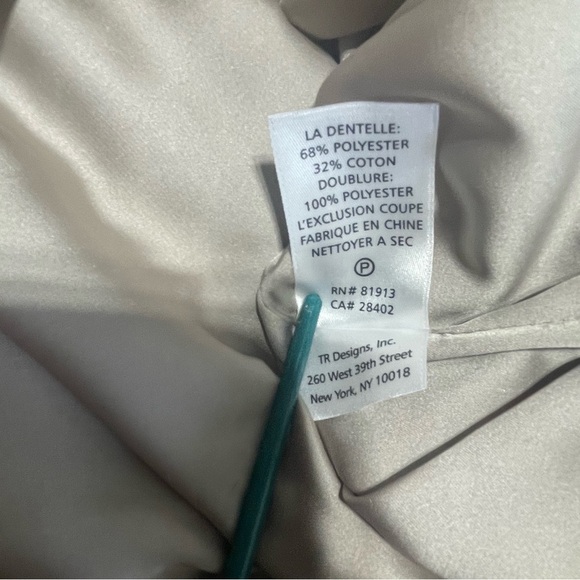 LA DENTELLE:
68% POLYESTER
32% COTON
DOUBLURE:
100% POLYESTER
L'EXCLUSION COUPE
FABRIQUE EN CHINE
NETTOYER A SEC
P
RN# 81913
CA# 28402
TR Designs, Inc.
260 West 39th Street
New York, NY 10018